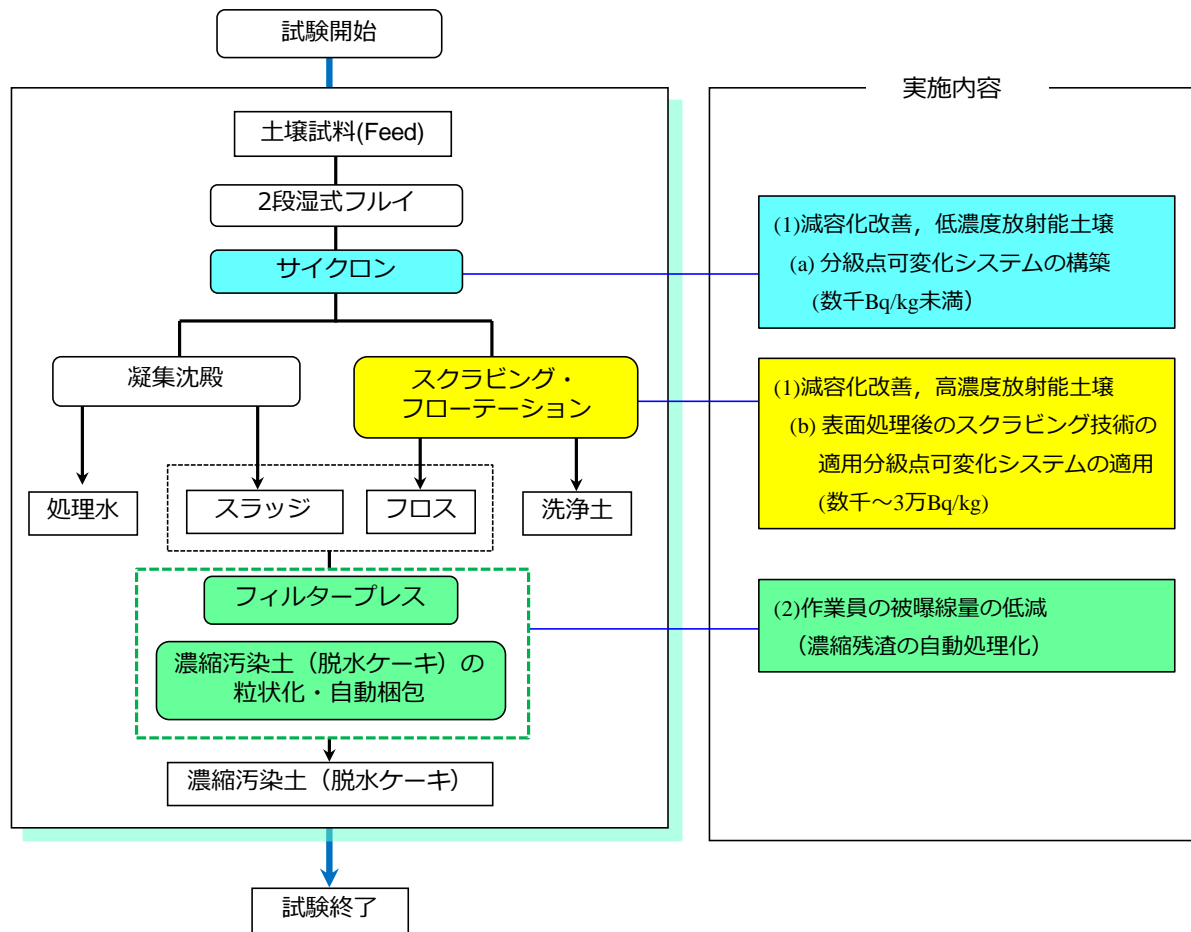 試験開始
土壌試料(Feed)
2段湿式フルイ
サイクロン
凝集沈殿
スクラビング・
フローテーション
処理水
スラッジ
フロス
洗浄土
フィルタープレス
濃縮汚染土（脱水ケーキ）の
粒状化・自動梱包
濃縮汚染土（脱水ケーキ）
試験終了
実施内容
(1)減容化改善，低濃度放射能土壌
(a) 分級点可変化システムの構築
(数千Bq/kg未満）
(1)減容化改善，高濃度放射能土壌
(b) 表面処理後のスクラビング技術の
適用分級点可変化システムの適用
(数千～3万Bq/kg)
(2)作業員の被曝線量の低減
（濃縮残渣の自動処理化）